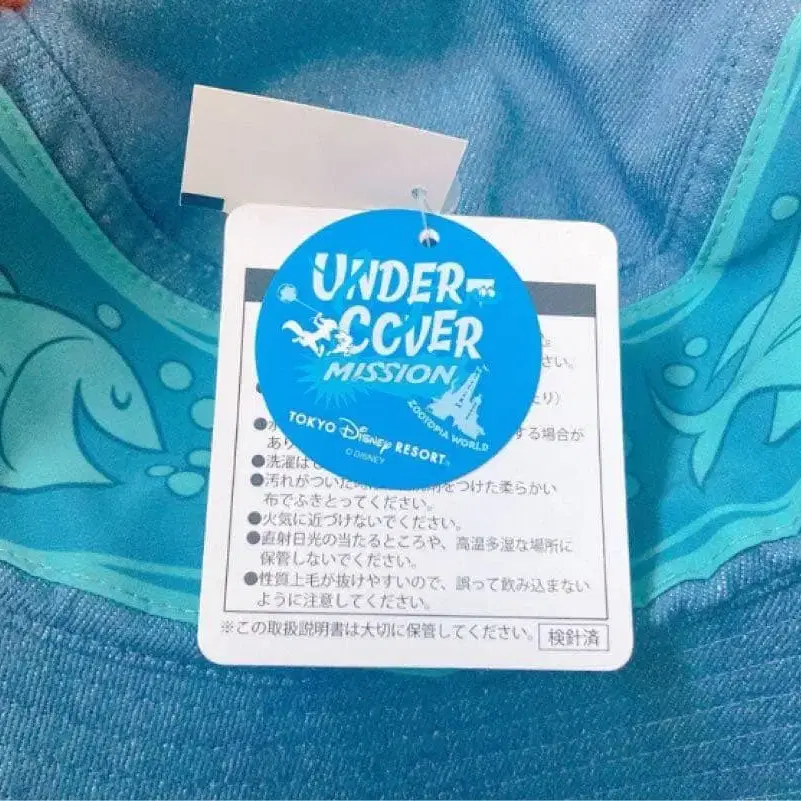 UNDER
COVER
MISSION
ZOOTOPIA WORLD
TOKYO Disney RESORT®
© DISNEY
さい。
たり)
する場合が
あり
●洗濯は
●汚れがついた つけた柔らかい
布でふきとってください。
●火気に近づけないでください。
●直射日光の当たるところや、高温多湿な場所に
保管しないでください。
●性質上毛が抜けやすいので、誤って飲み込まない
ように注意してください。
※この取扱説明書は大切に保管してください。
検針済